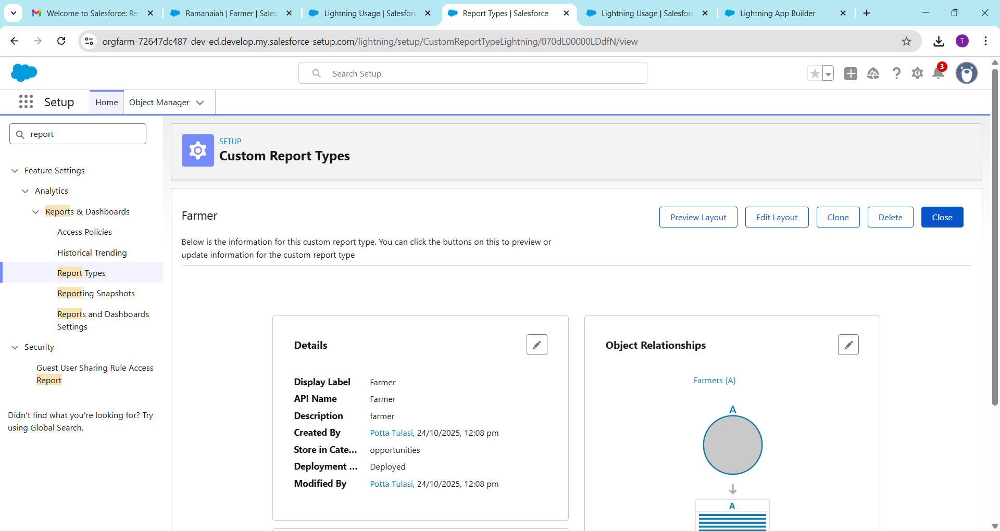 Welcome to Salesforce: Re
Ramanaiah | Farmer | Sales
Lightning Usage | Salesforc
Report Types | Salesforce
Lightning Usage | Salesforc
Lightning App Builder
orgfarm-72647dc487-dev-ed.develop.my.salesforce-setup.com/lightning/setup/CustomReportTypeLightning/070dL00000LDdfN/view
T
Search Setup
3
Setup
Home
Object Manager
report
Feature Settings
Analytics
Reports & Dashboards
Access Policies
Historical Trending
Report Types
Reporting Snapshots
Reports and Dashboards
Settings
Security
Guest User Sharing Rule Access
Report
Didn't find what you're looking for? Try
using Global Search.
SETUP
Custom Report Types
Farmer
Preview Layout
Edit Layout
Clone
Delete
Close
Below is the information for this custom report type. You can click the buttons on this to preview or
update information for the custom report type
Details
Display Label Farmer
API Name Farmer
Description farmer
Created By Potta Tulasi, 24/10/2025, 12:08 pm
Store in Cate... opportunities
Deployment ... Deployed
Modified By Potta Tulasi, 24/10/2025, 12:08 pm
Object Relationships
Farmers (A)
A
A